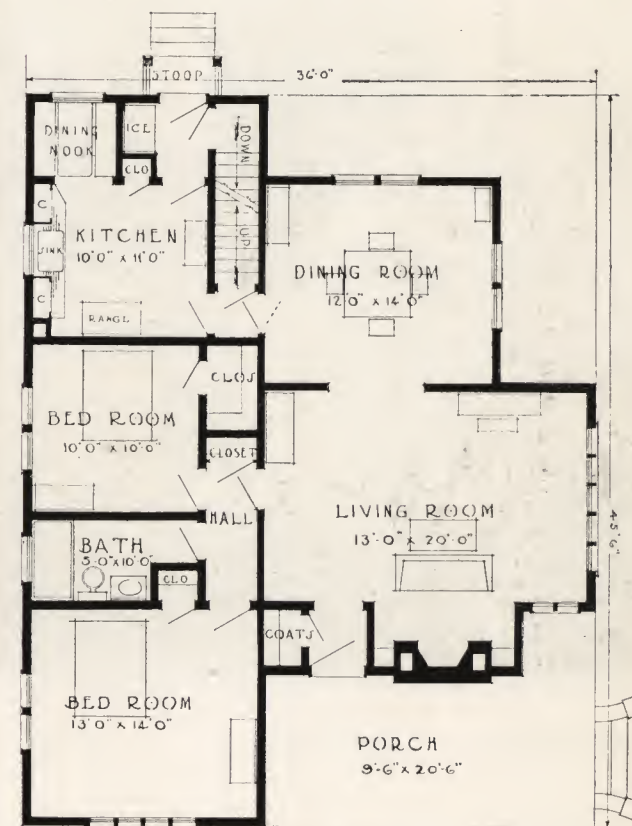 STOOP
36'-0"
DINING
NOOK
ICE
DOWN
CLO
C
KITCHEN
10'0" x 11'0"
SINK
UP
DINING ROOM
12'0" x 14'0"
C
RANGE
CLOS
BED ROOM
10'0" x 10'0"
CLOSET
HALL
LIVING ROOM
13'-0" x 20'-0"
45'6"
BATH
5'0" x 10'0"
CLO
COATS
BED ROOM
13'0" x 14'0"
PORCH
9'-6" x 20'-6"